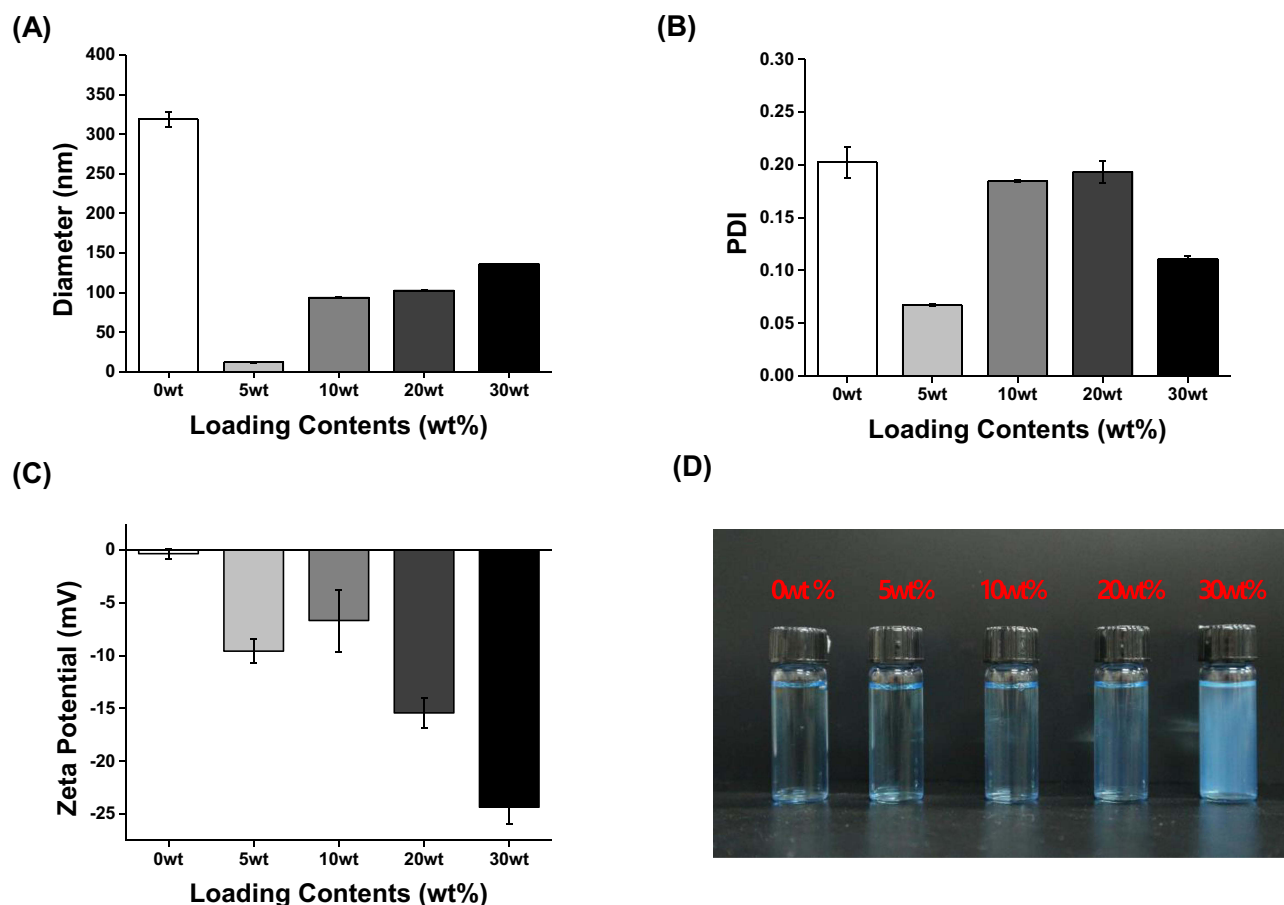 (A)
400
350
300
250
200
150
100
50
0
Diameter (nm)
0wt 5wt 10wt 20wt 30wt
Loading Contents (wt%)
(B)
0.30
0.25
0.20
0.15
0.10
0.05
0.00
PDI
0wt 5wt 10wt 20wt 30wt
Loading Contents (wt%)
(C)
0
-5
-10
-15
-20
-25
Zeta Potential (mV)
0wt 5wt 10wt 20wt 30wt
Loading Contents (wt%)
(D)
0wt % 5wt% 10wt% 20wt% 30wt%